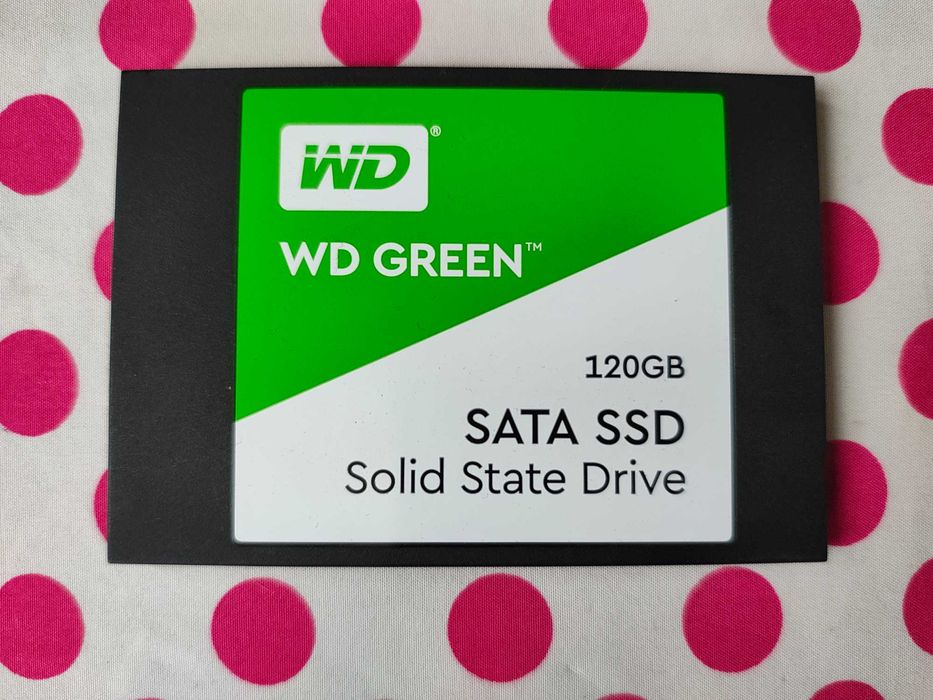 WD®
WD GREEN™
120GB
SATA SSD
Solid State Drive